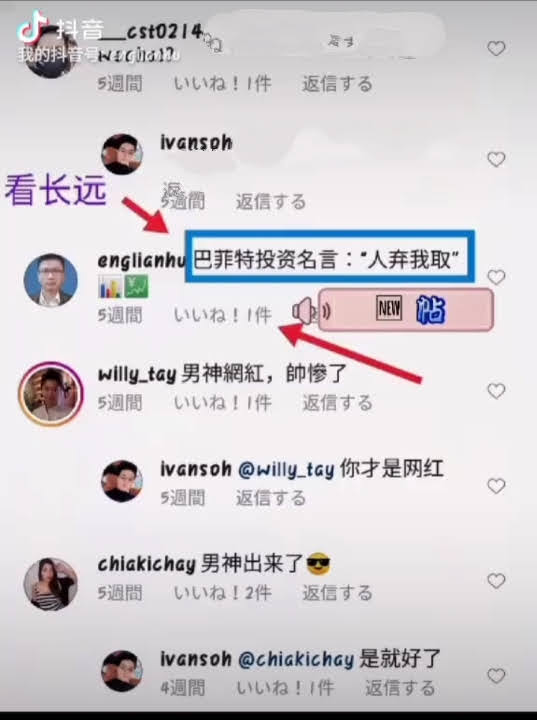 抖音
__cst0214
我的抖音号
5週間 いいね！1件 返信する
ivansoh
看长远
5週間 返信する
englianhu 巴菲特投资名言：“人弃我取”
5週間 いいね！1件
NEW 帖
willy_tay 男神網紅，帥慘了
5週間 いいね！1件 返信する
ivansoh @willy_tay 你才是网红
5週間 返信する
chiakichay 男神出来了😎
5週間 いいね！2件 返信する
ivansoh @chiakichay 是就好了
4週間 いいね！1件 返信する